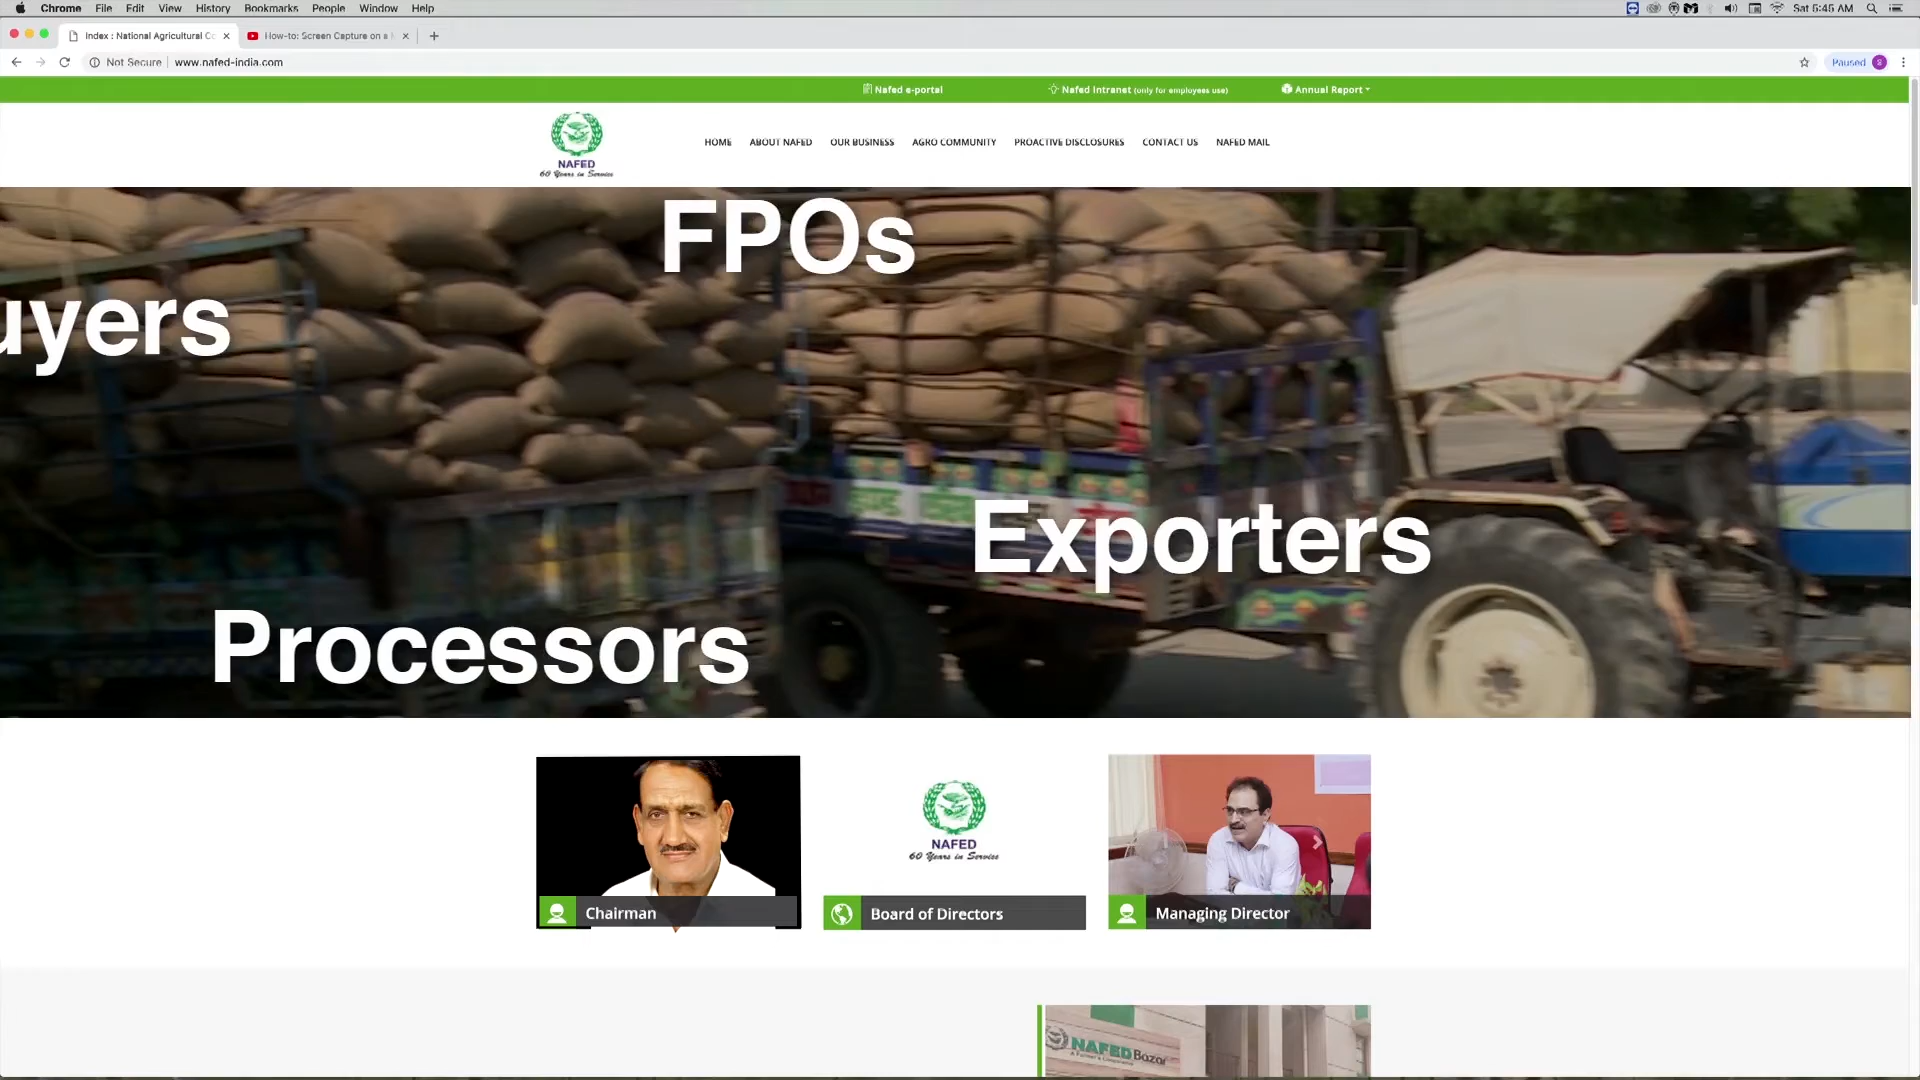 Chrome File Edit View History Bookmarks People Window Help
Sat 5:45 AM
Index : National Agricultural Co
How-to: Screen Capture on a
Not Secure www.nafed-india.com
Paused
Nafed e-portal
Nafed Intranet (only for employees use)
Annual Report
NAFED
60 Years in Service
HOME ABOUT NAFED OUR BUSINESS AGRO COMMUNITY PROACTIVE DISCLOSURES CONTACT US NAFED MAIL
FPOs
uyers
Exporters
Processors
NAFED
60 Years in Service
Chairman
Board of Directors
Managing Director
NAFED Bazar